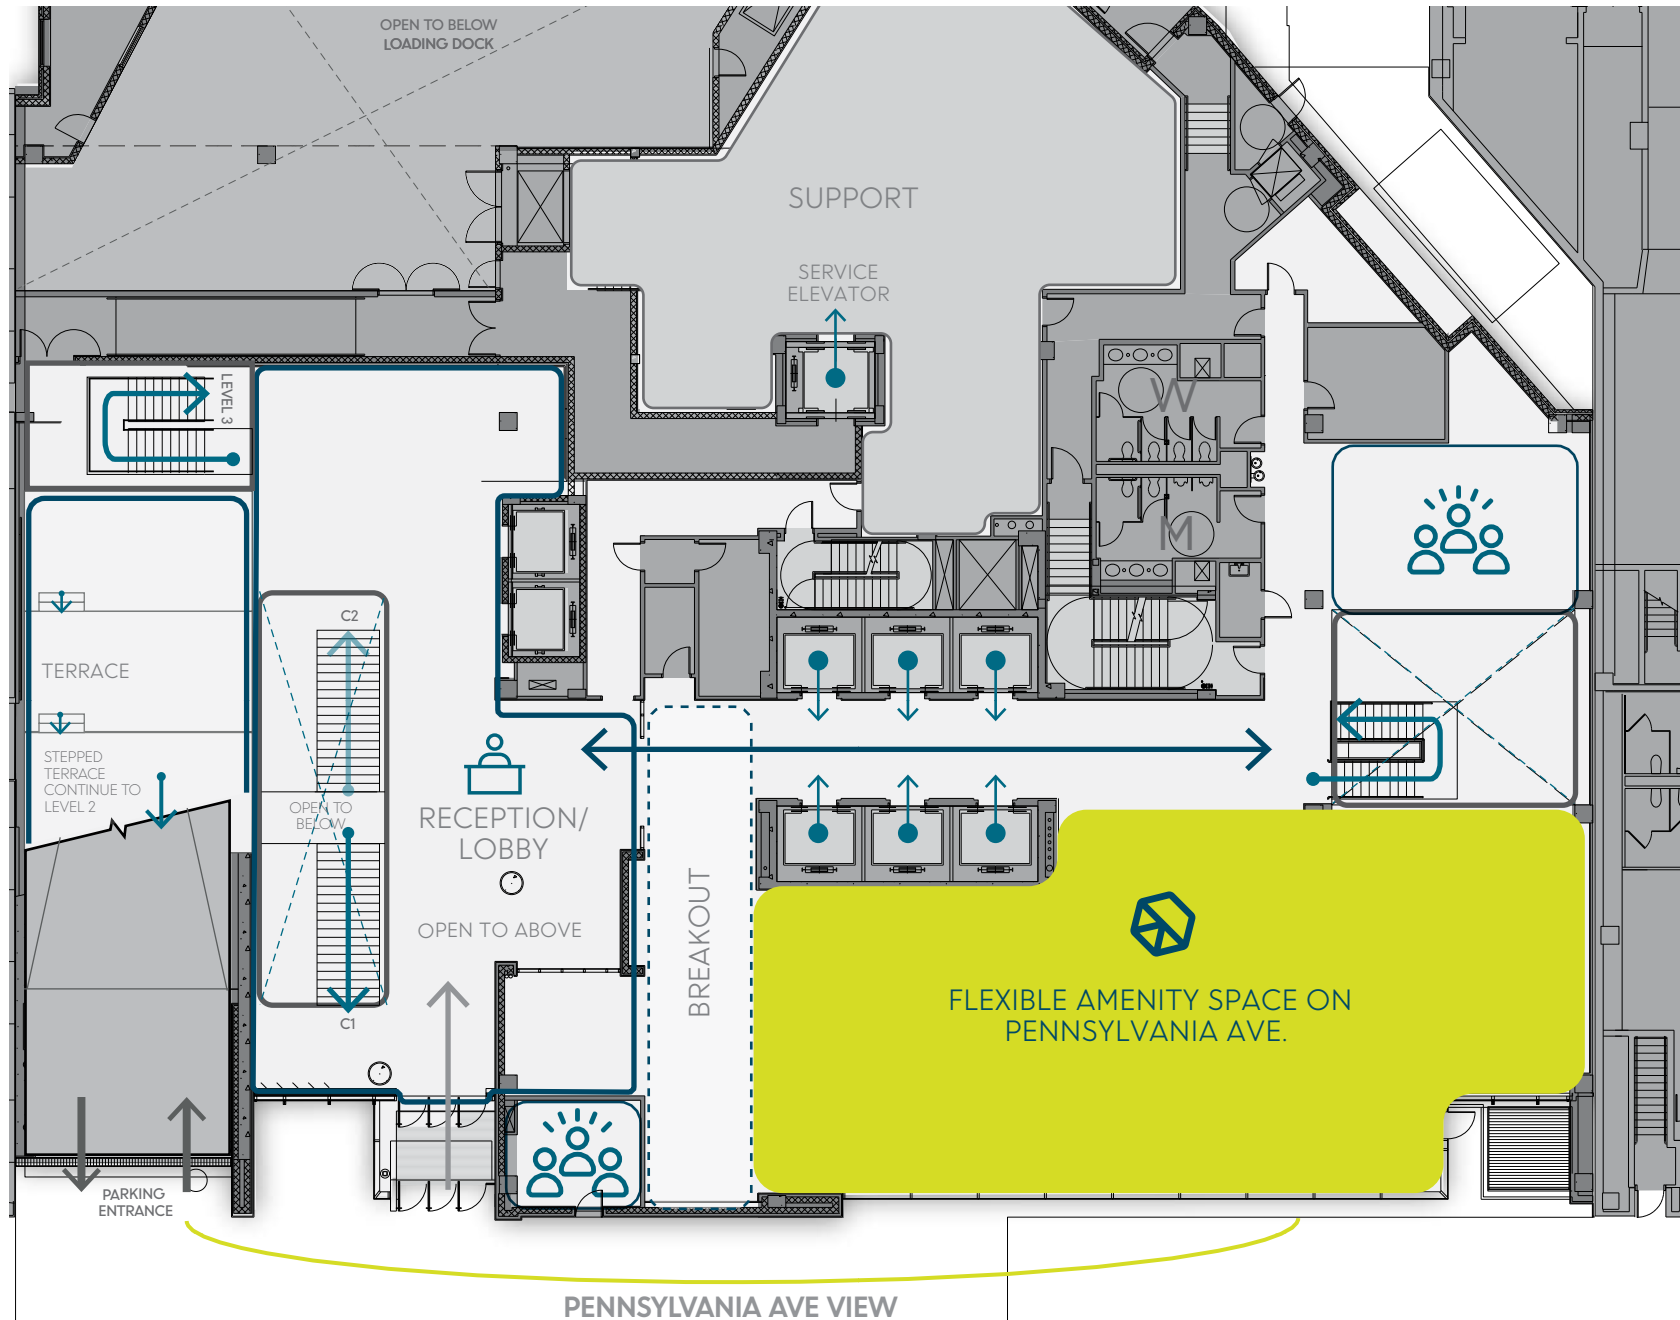 OPEN TO BELOW
LOADING DOCK
SUPPORT
SERVICE
ELEVATOR
LEVEL 3
W
M
C2
TERRACE
STEPPED
TERRACE
CONTINUE TO
LEVEL 2
OPEN TO
BELOW
RECEPTION/
LOBBY
OPEN TO ABOVE
BREAKOUT
FLEXIBLE AMENITY SPACE ON
PENNSYLVANIA AVE.
C1
PARKING
ENTRANCE
PENNSYLVANIA AVE VIEW